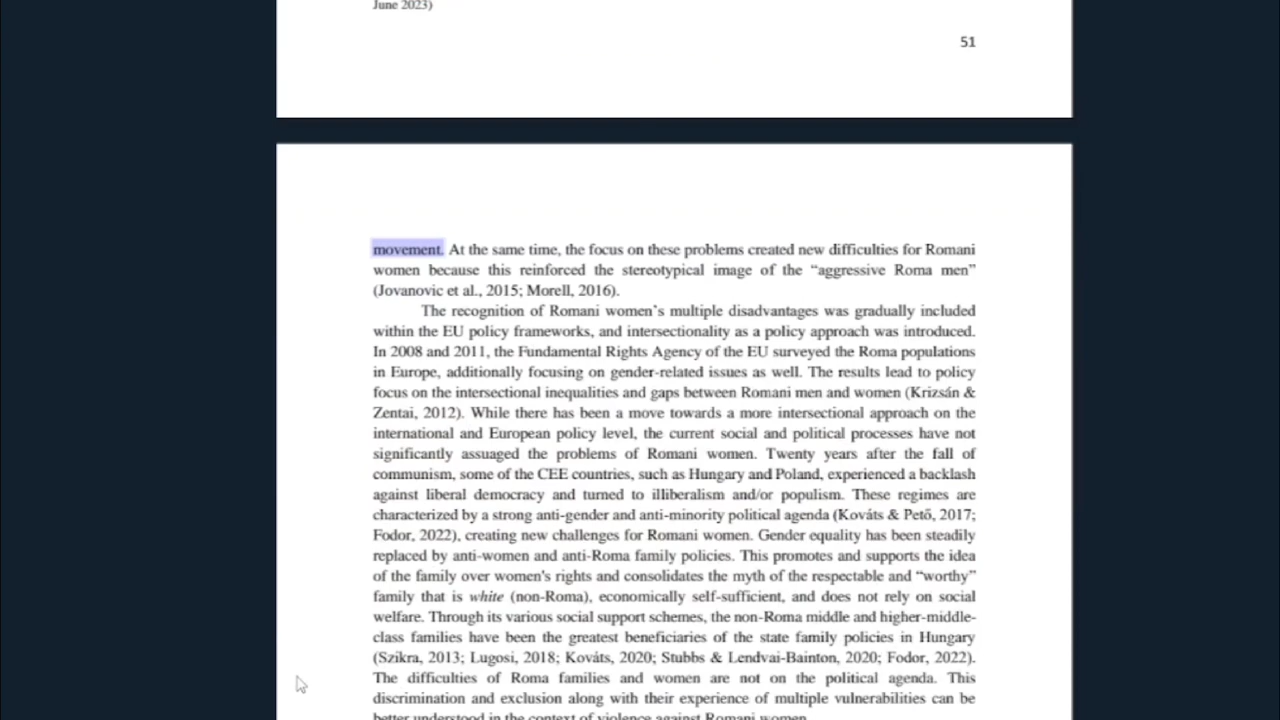 June 2023)
51
movement. At the same time, the focus on these problems created new difficulties for Romani
women because this reinforced the stereotypical image of the “aggressive Roma men”
(Jovanovic et al., 2015; Morell, 2016).
The recognition of Romani women`s multiple disadvantages was gradually included
within the EU policy frameworks, and intersectionality as a policy approach was introduced.
In 2008 and 2011, the Fundamental Rights Agency of the EU surveyed the Roma populations
in Europe, additionally focusing on gender-related issues as well. The results lead to policy
focus on the intersectional inequalities and gaps between Romani men and women (Krizsán &
Zentai, 2012). While there has been a move towards a more intersectional approach on the
international and European policy level, the current social and political processes have not
significantly assuaged the problems of Romani women. Twenty years after the fall of
communism, some of the CEE countries, such as Hungary and Poland, experienced a backlash
against liberal democracy and turned to illiberalism and/or populism. These regimes are
characterized by a strong anti-gender and anti-minority political agenda (Kováts & Pető, 2017;
Fodor, 2022), creating new challenges for Romani women. Gender equality has been steadily
replaced by anti-women and anti-Roma family policies. This promotes and supports the idea
of the family over women's rights and consolidates the myth of the respectable and “worthy”
family that is white (non-Roma), economically self-sufficient, and does not rely on social
welfare. Through its various social support schemes, the non-Roma middle and higher-middle-
class families have been the greatest beneficiaries of the state family policies in Hungary
(Szikra, 2013; Lugosi, 2018; Kováts, 2020; Stubbs & Lendvai-Bainton, 2020; Fodor, 2022).
The difficulties of Roma families and women are not on the political agenda. This
discrimination and exclusion along with their experience of multiple vulnerabilities can be
better understood in the context of violence against Romani women.